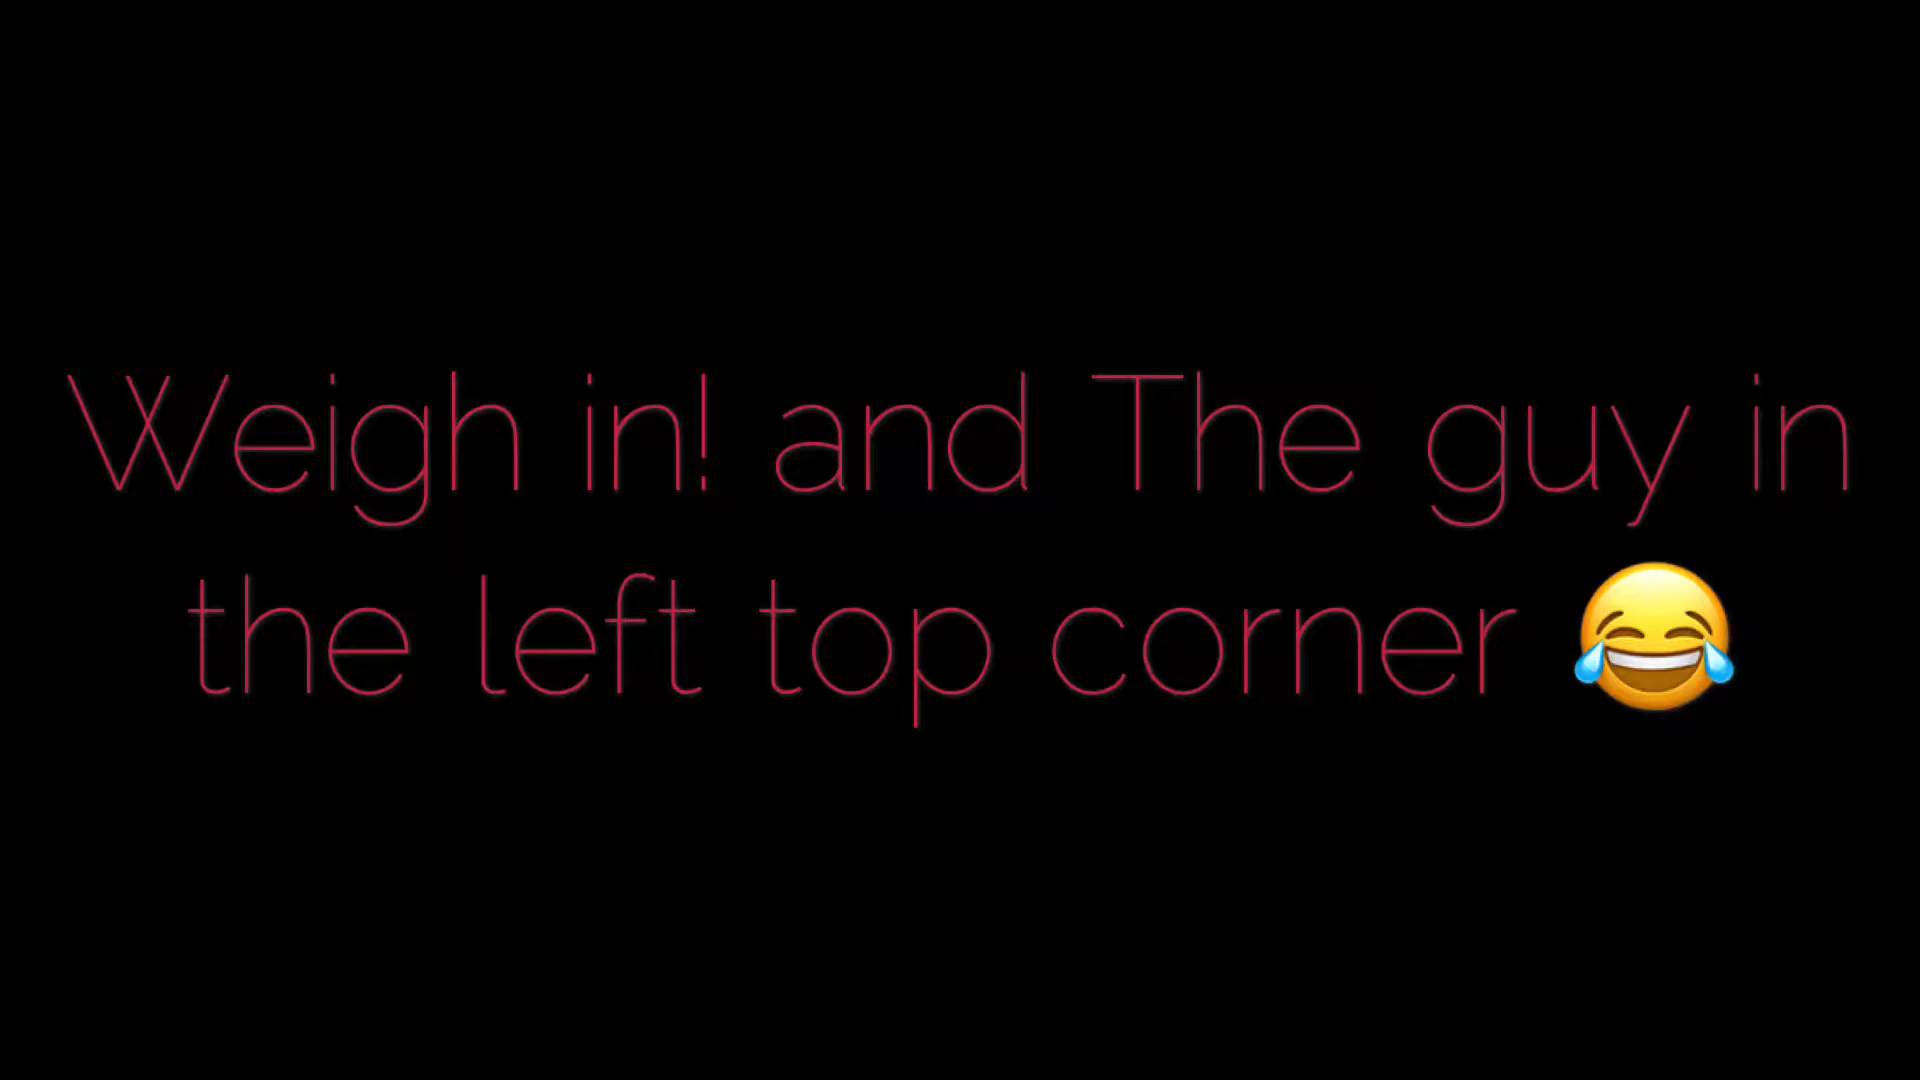 Weigh in! and The guy in
the left top corner 😂